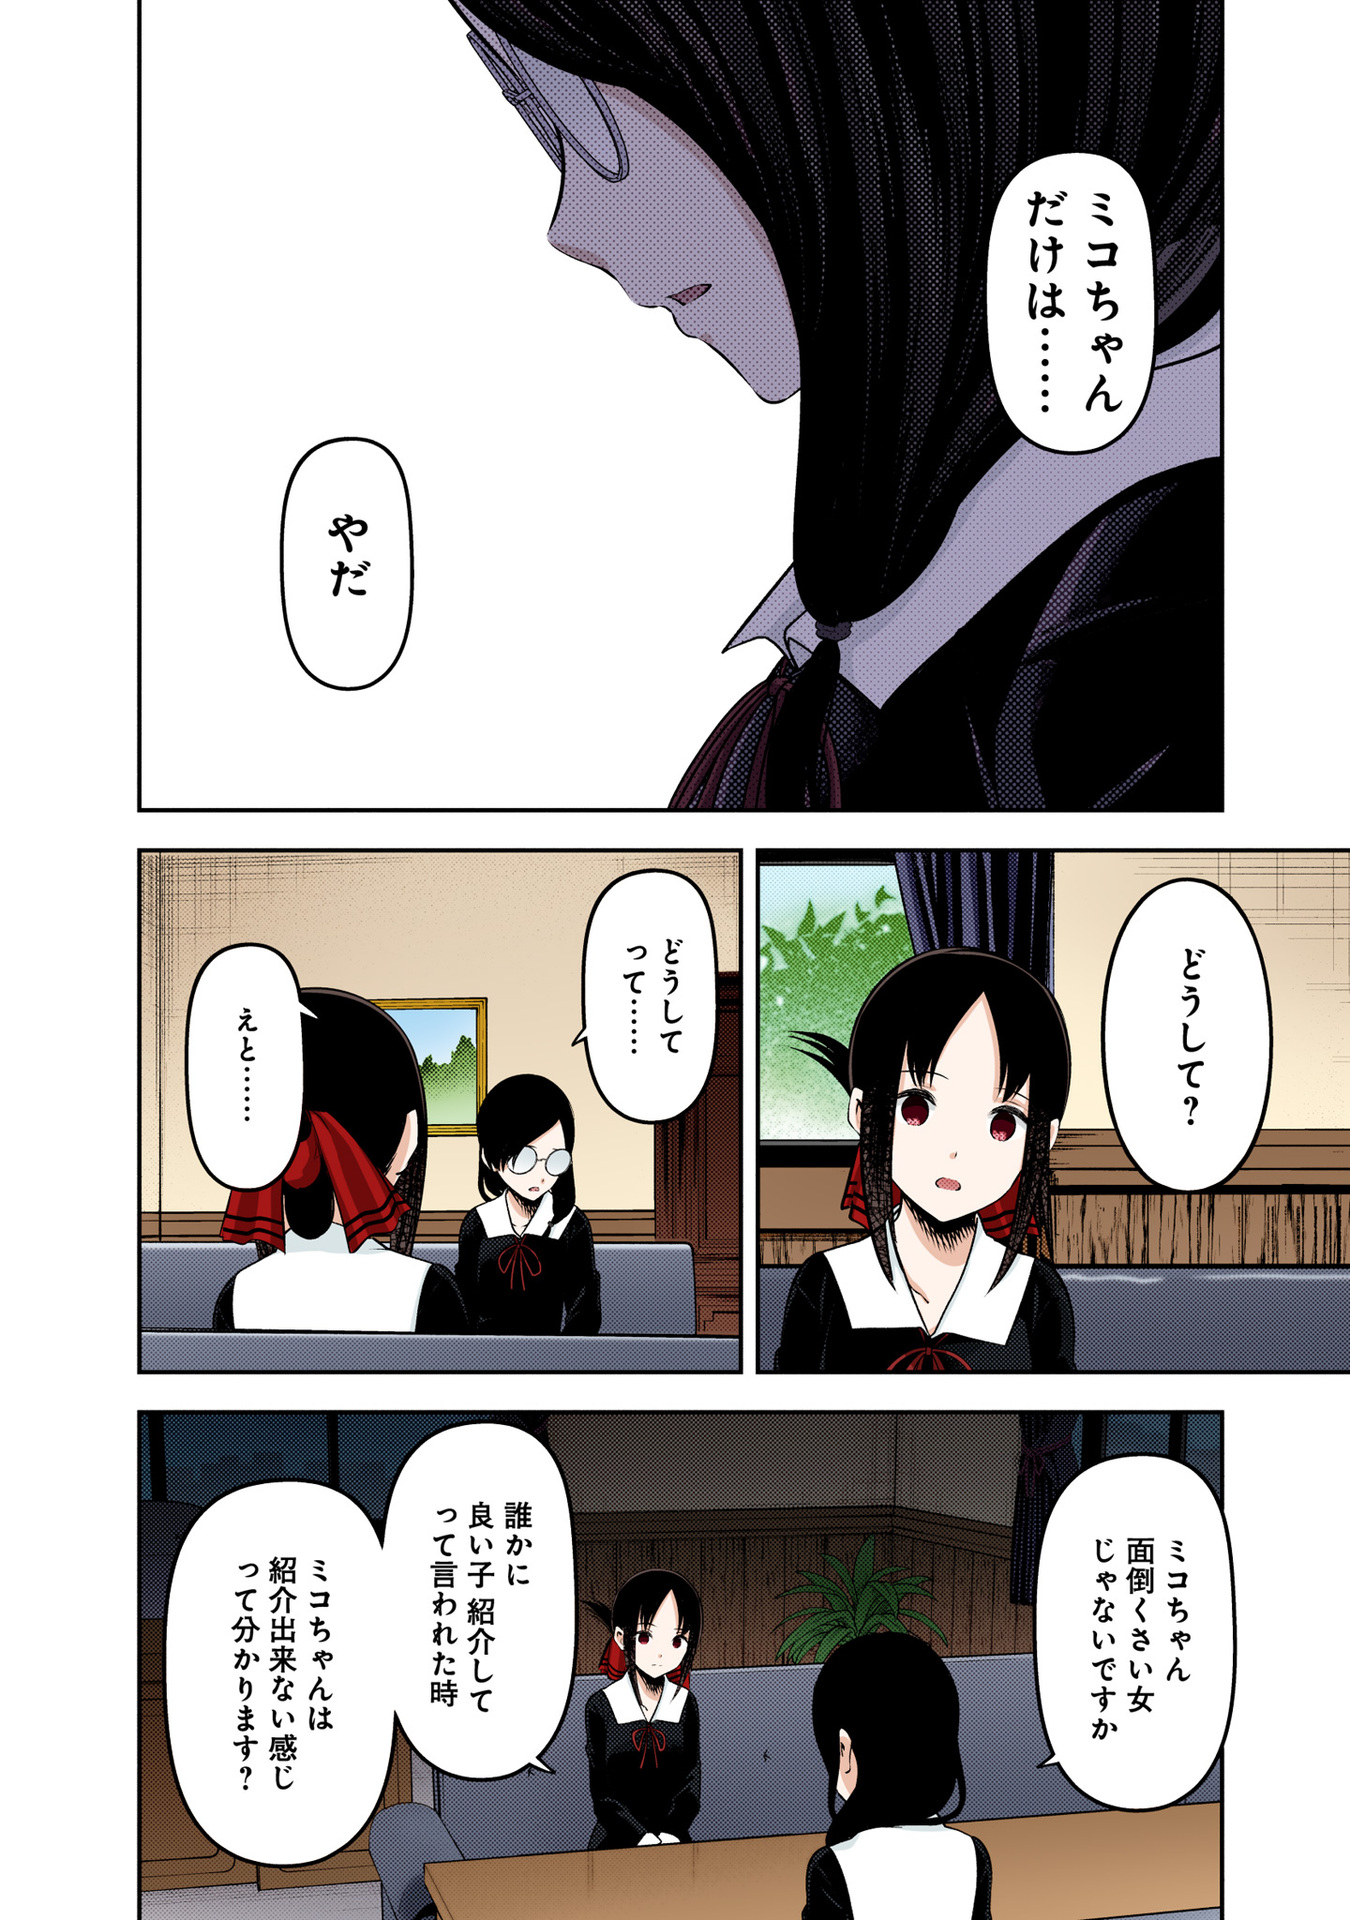 ミコちゃん
だけは……
やだ
どうして？
どうして
って……
えと……
ミコちゃん
面倒くさい女
じゃないですか
誰かに
良い子 紹介して
って言われた時
ミコちゃんは
紹介出来ない感じ
って分かります？